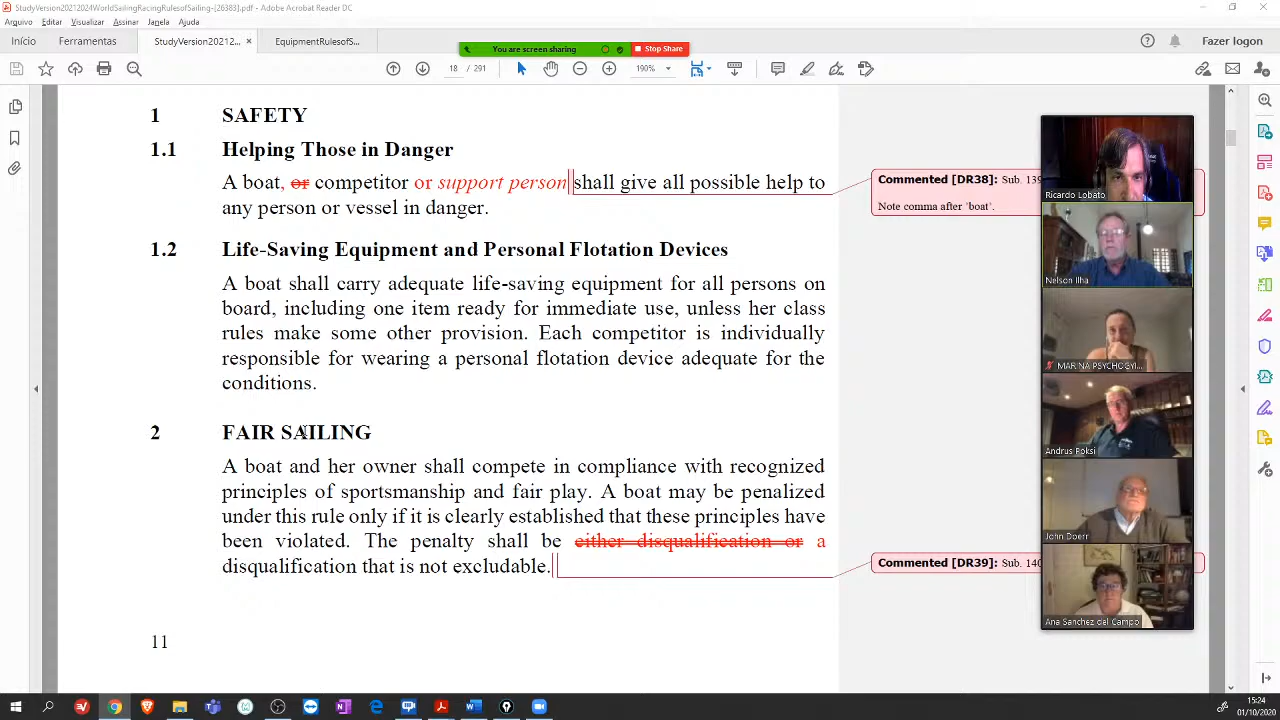 StudyVersion20212024WorldSailingRacingRulesofSailing-[26383].pdf - Adobe Acrobat Reader DC
Arquivo Editar Visualizar Assinar Janela Ajuda
Início Ferramentas StudyVersion20212... × EquipmentRulesofS... Fazer logon
You are screen sharing Stop Share
18 / 291 190%
1 SAFETY
1.1 Helping Those in Danger
A boat, or competitor or support person shall give all possible help to
any person or vessel in danger.
Commented [DR38]: Sub. 139
Note comma after 'boat'.
1.2 Life-Saving Equipment and Personal Flotation Devices
A boat shall carry adequate life-saving equipment for all persons on
board, including one item ready for immediate use, unless her class
rules make some other provision. Each competitor is individually
responsible for wearing a personal flotation device adequate for the
conditions.
2 FAIR SAILING
A boat and her owner shall compete in compliance with recognized
principles of sportsmanship and fair play. A boat may be penalized
under this rule only if it is clearly established that these principles have
been violated. The penalty shall be either disqualification or a
disqualification that is not excludable.
Commented [DR39]: Sub. 140
11
Ricardo Lobato
Nelson Ilha
MARINA PSYCHOGYI...
Andrus Poksi
John Doerr
Ana Sanchez del Campo
15:24
01/10/2020